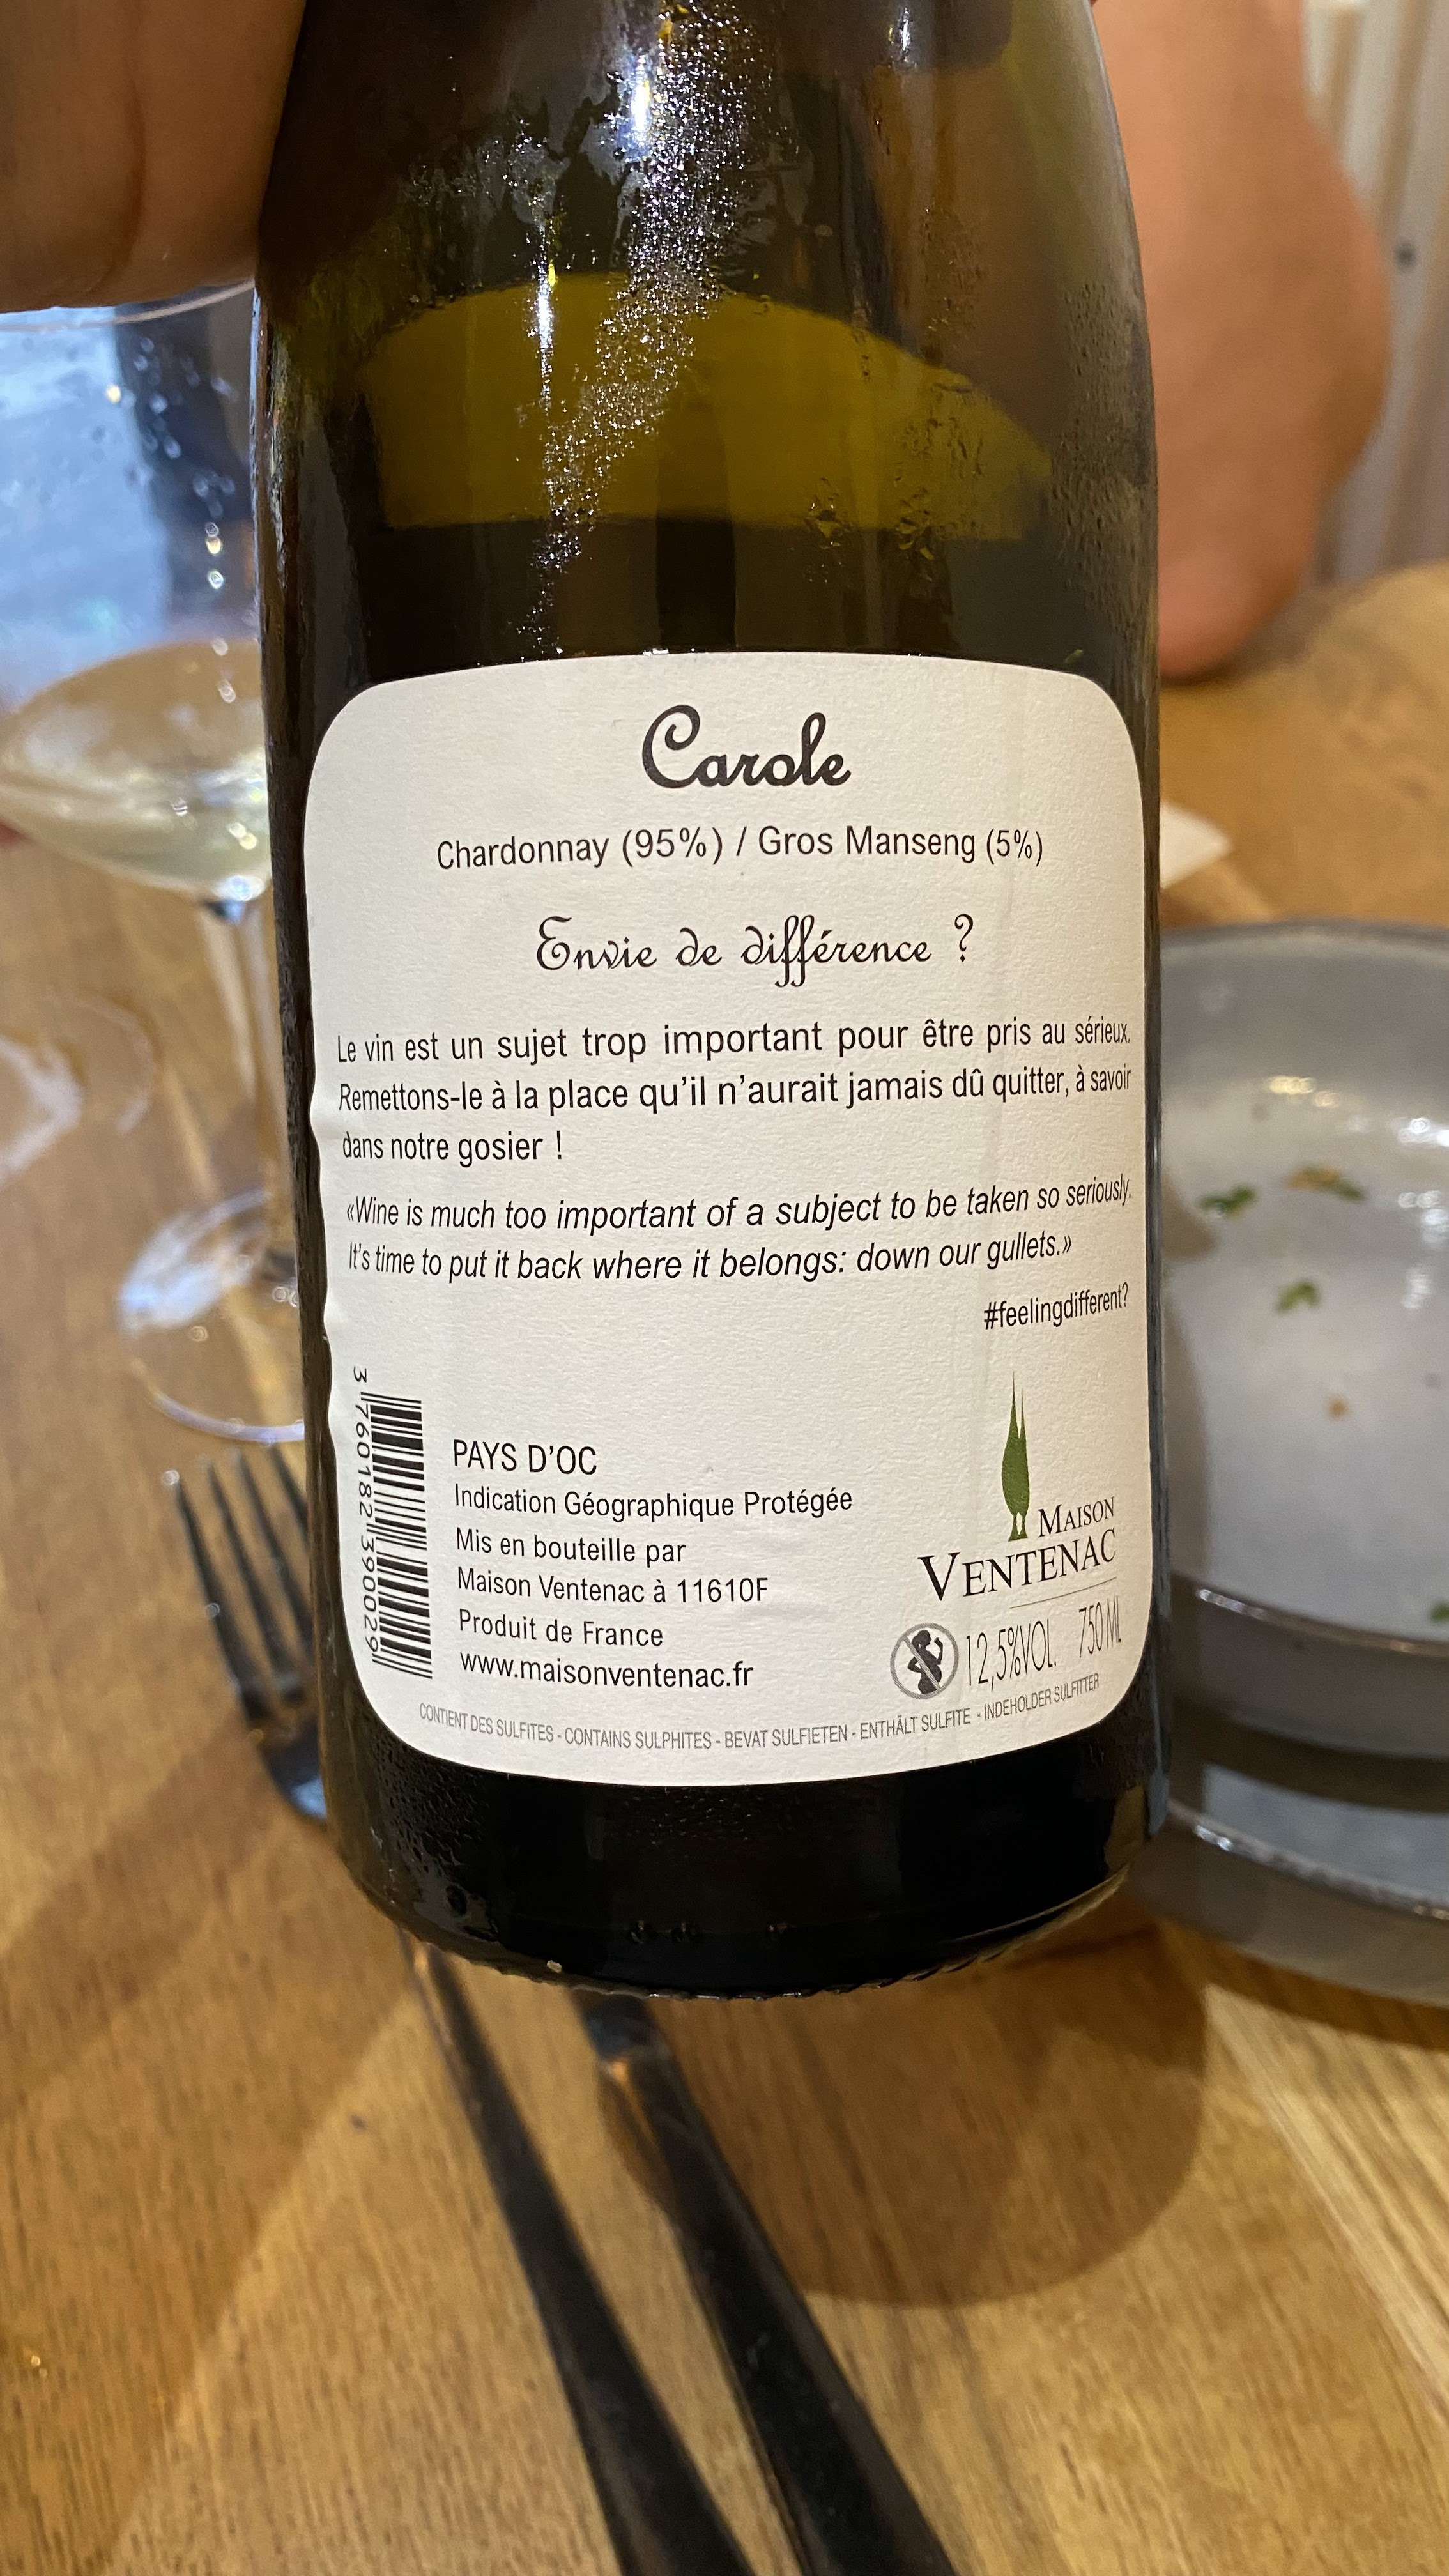 Carole
Chardonnay (95%) / Gros Manseng (5%)
Envie de différence ?
Le vin est un sujet trop important pour être pris au sérieux.
Remettons-le à la place qu'il n'aurait jamais dû quitter, à savoir
dans notre gosier !
«Wine is much too important of a subject to be taken so seriously.
It's time to put it back where it belongs: down our gullets.»
#feelingdifferent?
3 760182 390029
PAYS D'OC
Indication Géographique Protégée
Mis en bouteille par
Maison Ventenac à 11610F
Produit de France
www.maisonventenac.fr
MAISON
VENTENAC
12,5%VOL. 750 ML
CONTIENT DES SULFITES - CONTAINS SULPHITES - BEVAT SULFIETEN - ENTHÄLT SULFITE - INDEHOLDER SULFITTER